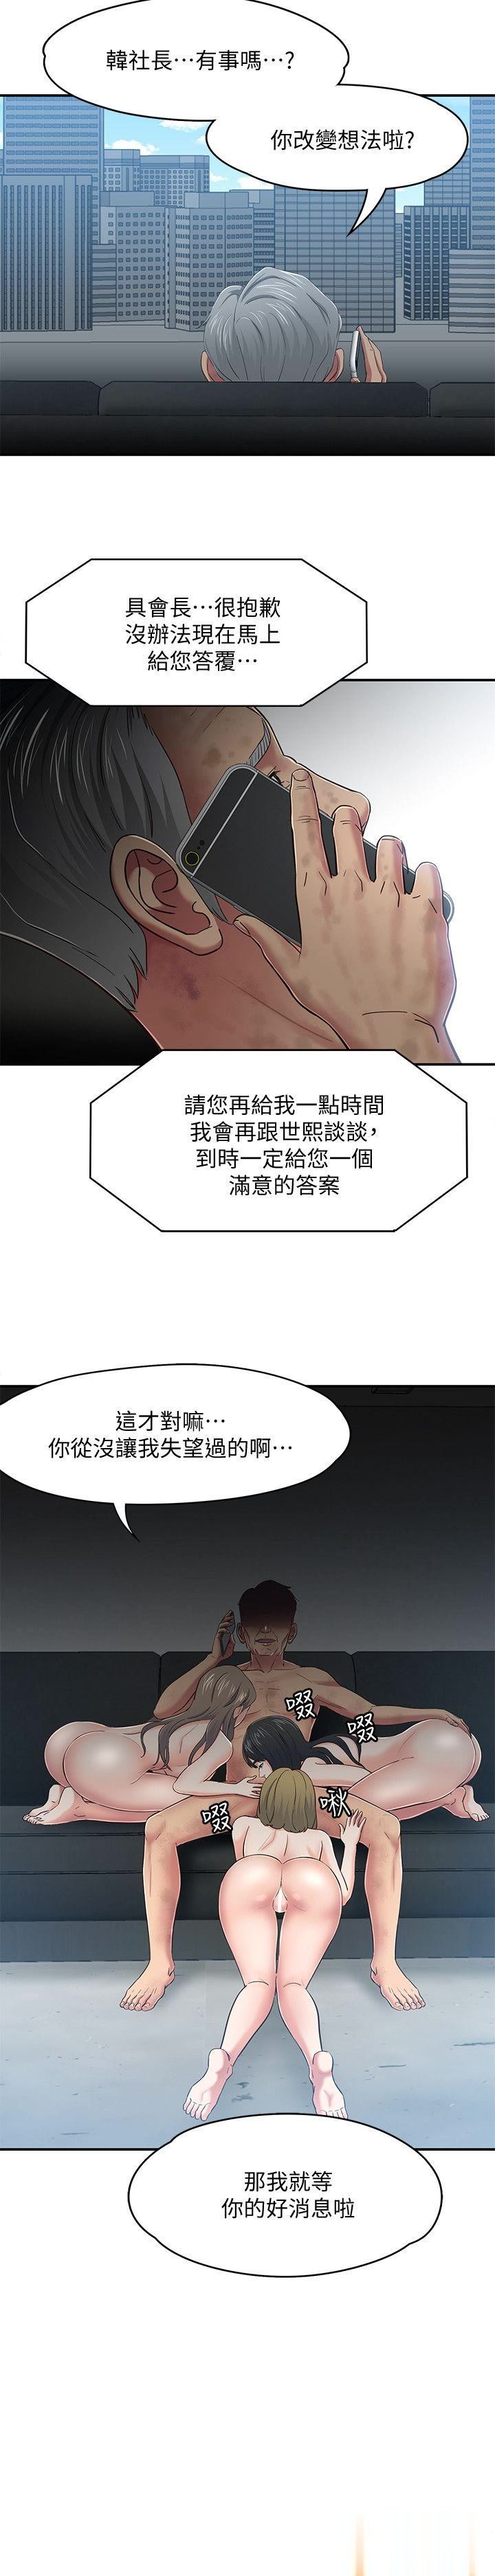 韓社長⋯有事嗎⋯?
你改變想法啦?
具會長⋯很抱歉
沒辦法現在馬上
給您答覆⋯
請您再給我一點時間
我會再跟世熙談談，
到時一定給您一個
滿意的答案
這才對嘛⋯
你從沒讓我失望過的啊⋯
啜
啜
啜
啾
那我就等
你的好消息啦